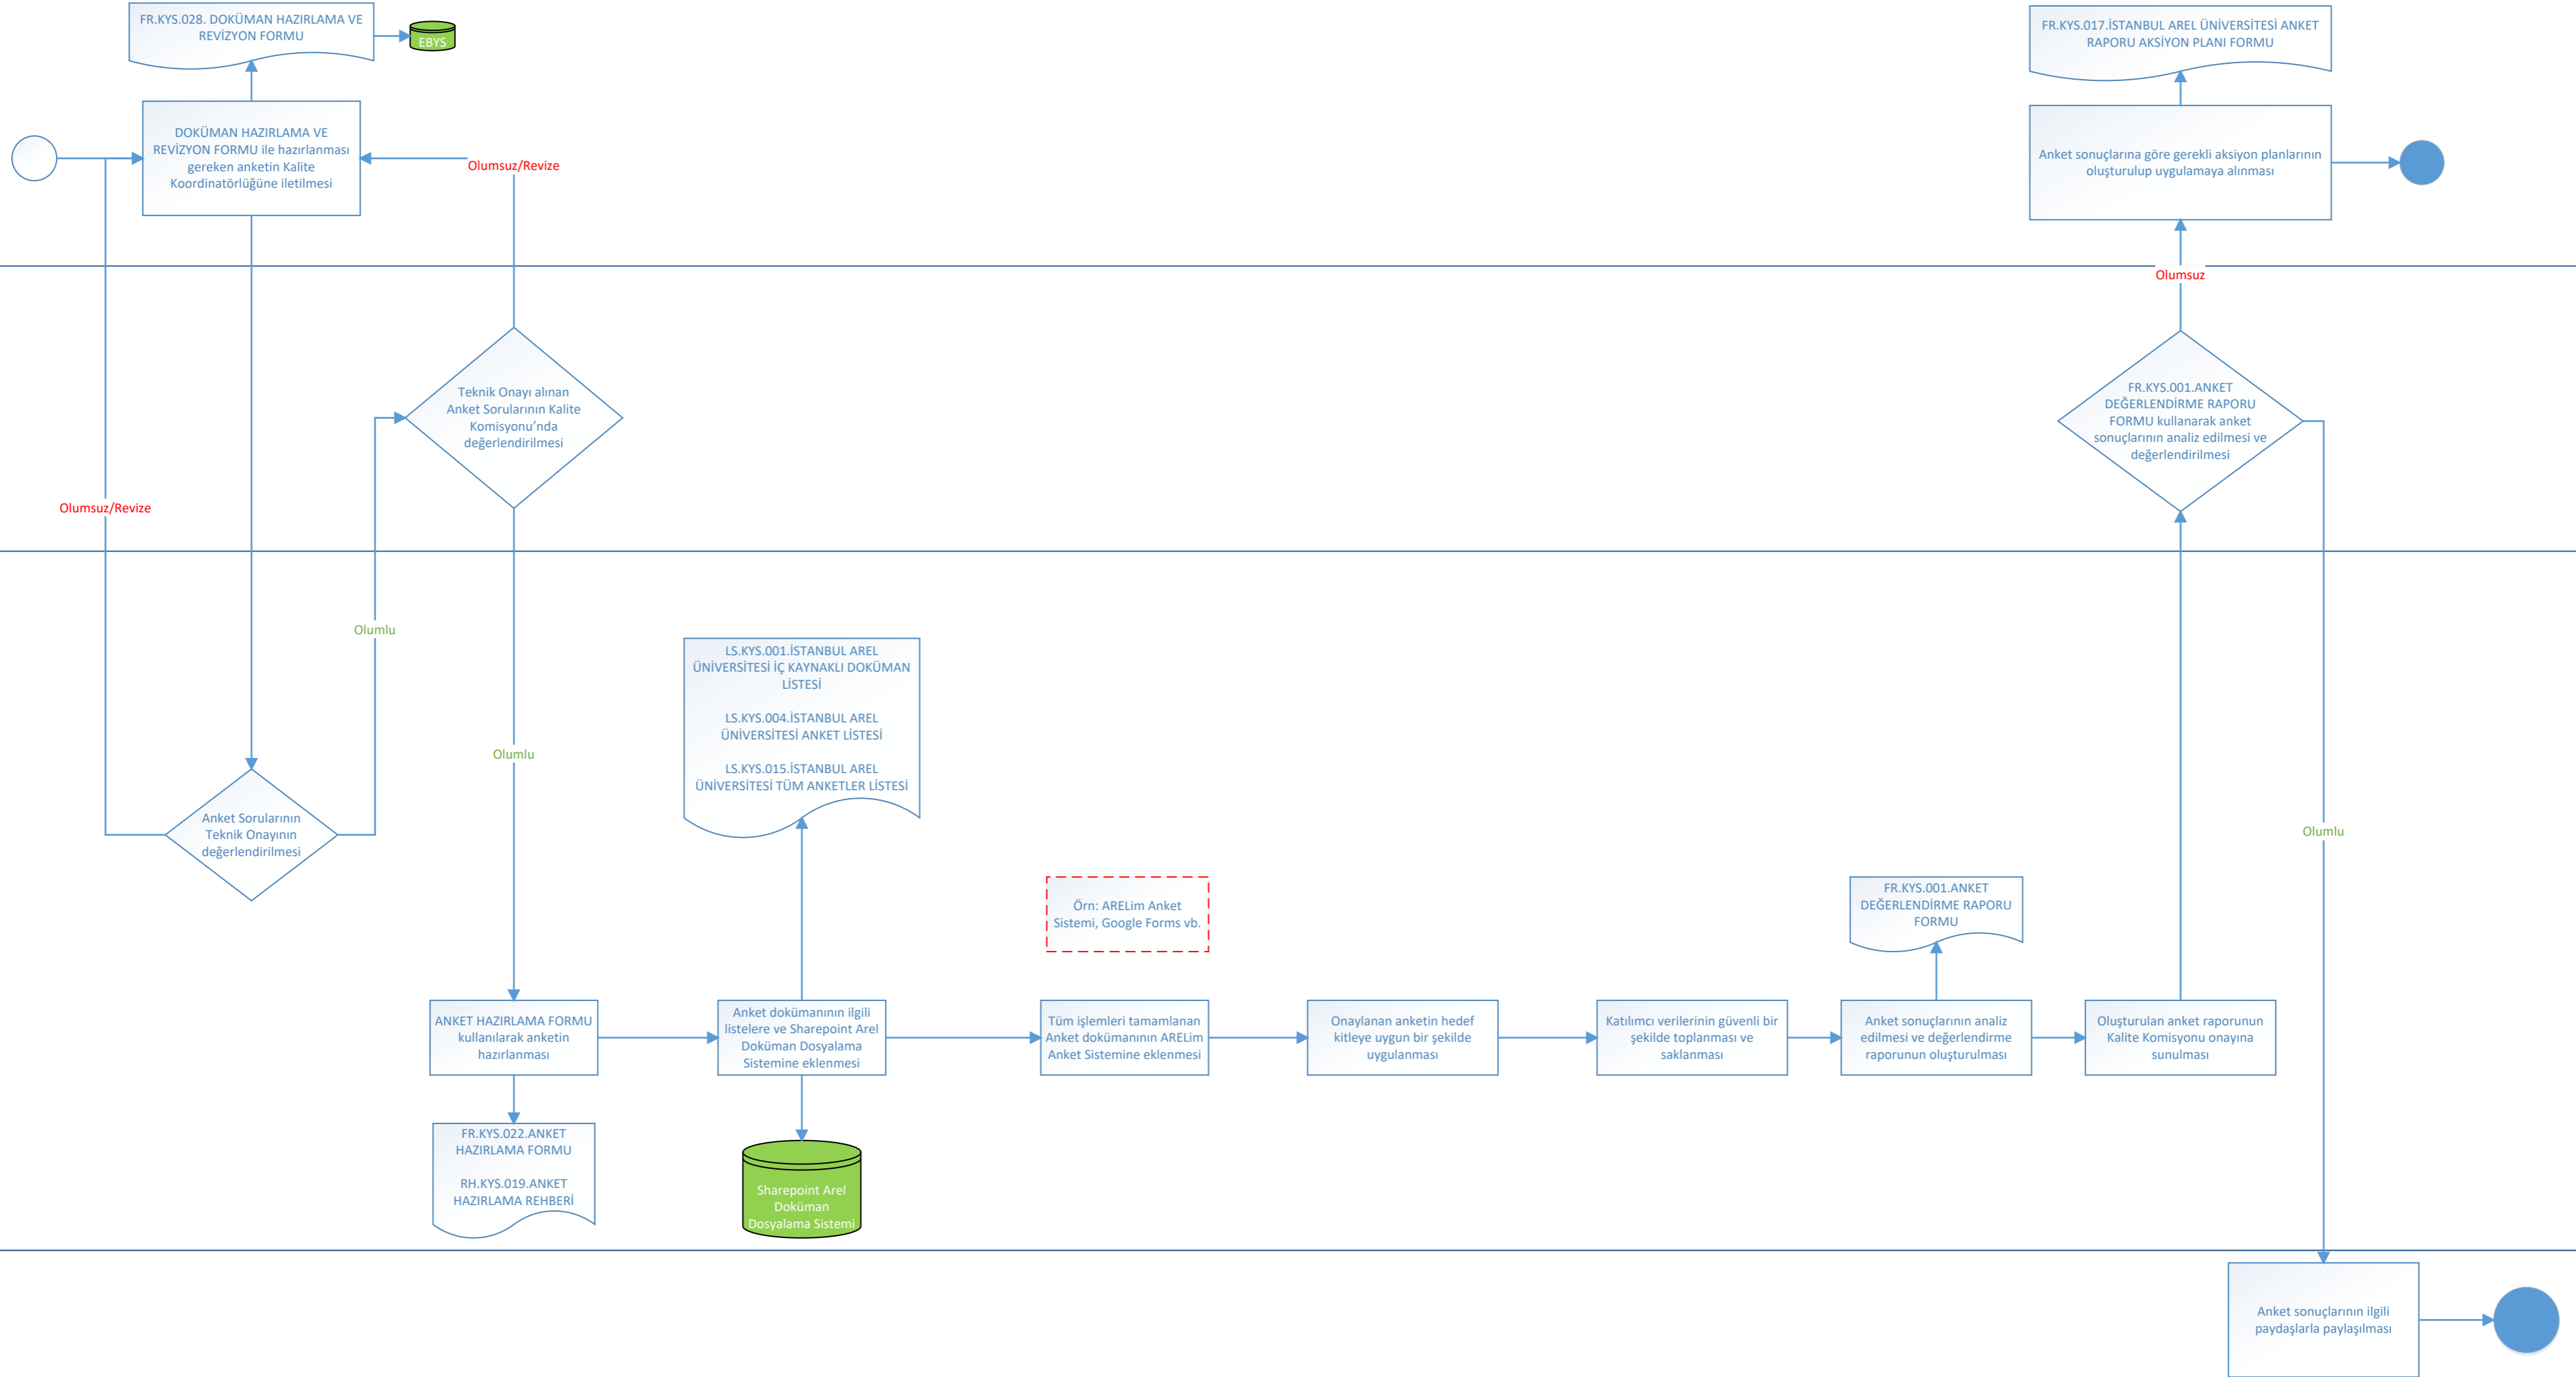 FR.KYS.028. DOKÜMAN HAZIRLAMA VE
REVİZYON FORMU
EBYS
DOKÜMAN HAZIRLAMA VE
REVİZYON FORMU ile hazırlanması
gereken anketin Kalite
Koordinatörlüğüne iletilmesi
Olumsuz/Revize
FR.KYS.017.İSTANBUL AREL ÜNİVERSİTESİ ANKET
RAPORU AKSİYON PLANI FORMU
Anket sonuçlarına göre gerekli aksiyon planlarının
oluşturulup uygulamaya alınması
Olumsuz
Teknik Onayı alınan
Anket Sorularının Kalite
Komisyonu’nda
değerlendirilmesi
FR.KYS.001.ANKET
DEĞERLENDİRME RAPORU
FORMU kullanarak anket
sonuçlarının analiz edilmesi ve
değerlendirilmesi
Olumsuz/Revize
Olumlu
Olumlu
Anket Sorularının
Teknik Onayının
değerlendirilmesi
LS.KYS.001.İSTANBUL AREL
ÜNİVERSİTESİ İÇ KAYNAKLI DOKÜMAN
LİSTESİ
LS.KYS.004.İSTANBUL AREL
ÜNİVERSİTESİ ANKET LİSTESİ
LS.KYS.015.İSTANBUL AREL
ÜNİVERSİTESİ TÜM ANKETLER LİSTESİ
Olumlu
Örn: ARELim Anket
Sistemi, Google Forms vb.
FR.KYS.001.ANKET
DEĞERLENDİRME RAPORU
FORMU
ANKET HAZIRLAMA FORMU
kullanılarak anketin
hazırlanması
Anket dokümanının ilgili
listelere ve Sharepoint Arel
Doküman Dosyalama
Sistemine eklenmesi
Tüm işlemleri tamamlanan
Anket dokümanının ARELim
Anket Sistemine eklenmesi
Onaylanan anketin hedef
kitleye uygun bir şekilde
uygulanması
Katılımcı verilerinin güvenli bir
şekilde toplanması ve
saklanması
Anket sonuçlarının analiz
edilmesi ve değerlendirme
raporunun oluşturulması
Oluşturulan anket raporunun
Kalite Komisyonu onayına
sunulması
FR.KYS.022.ANKET
HAZIRLAMA FORMU
RH.KYS.019.ANKET
HAZIRLAMA REHBERİ
Sharepoint Arel
Doküman
Dosyalama Sistemi
Anket sonuçlarının ilgili
paydaşlarla paylaşılması